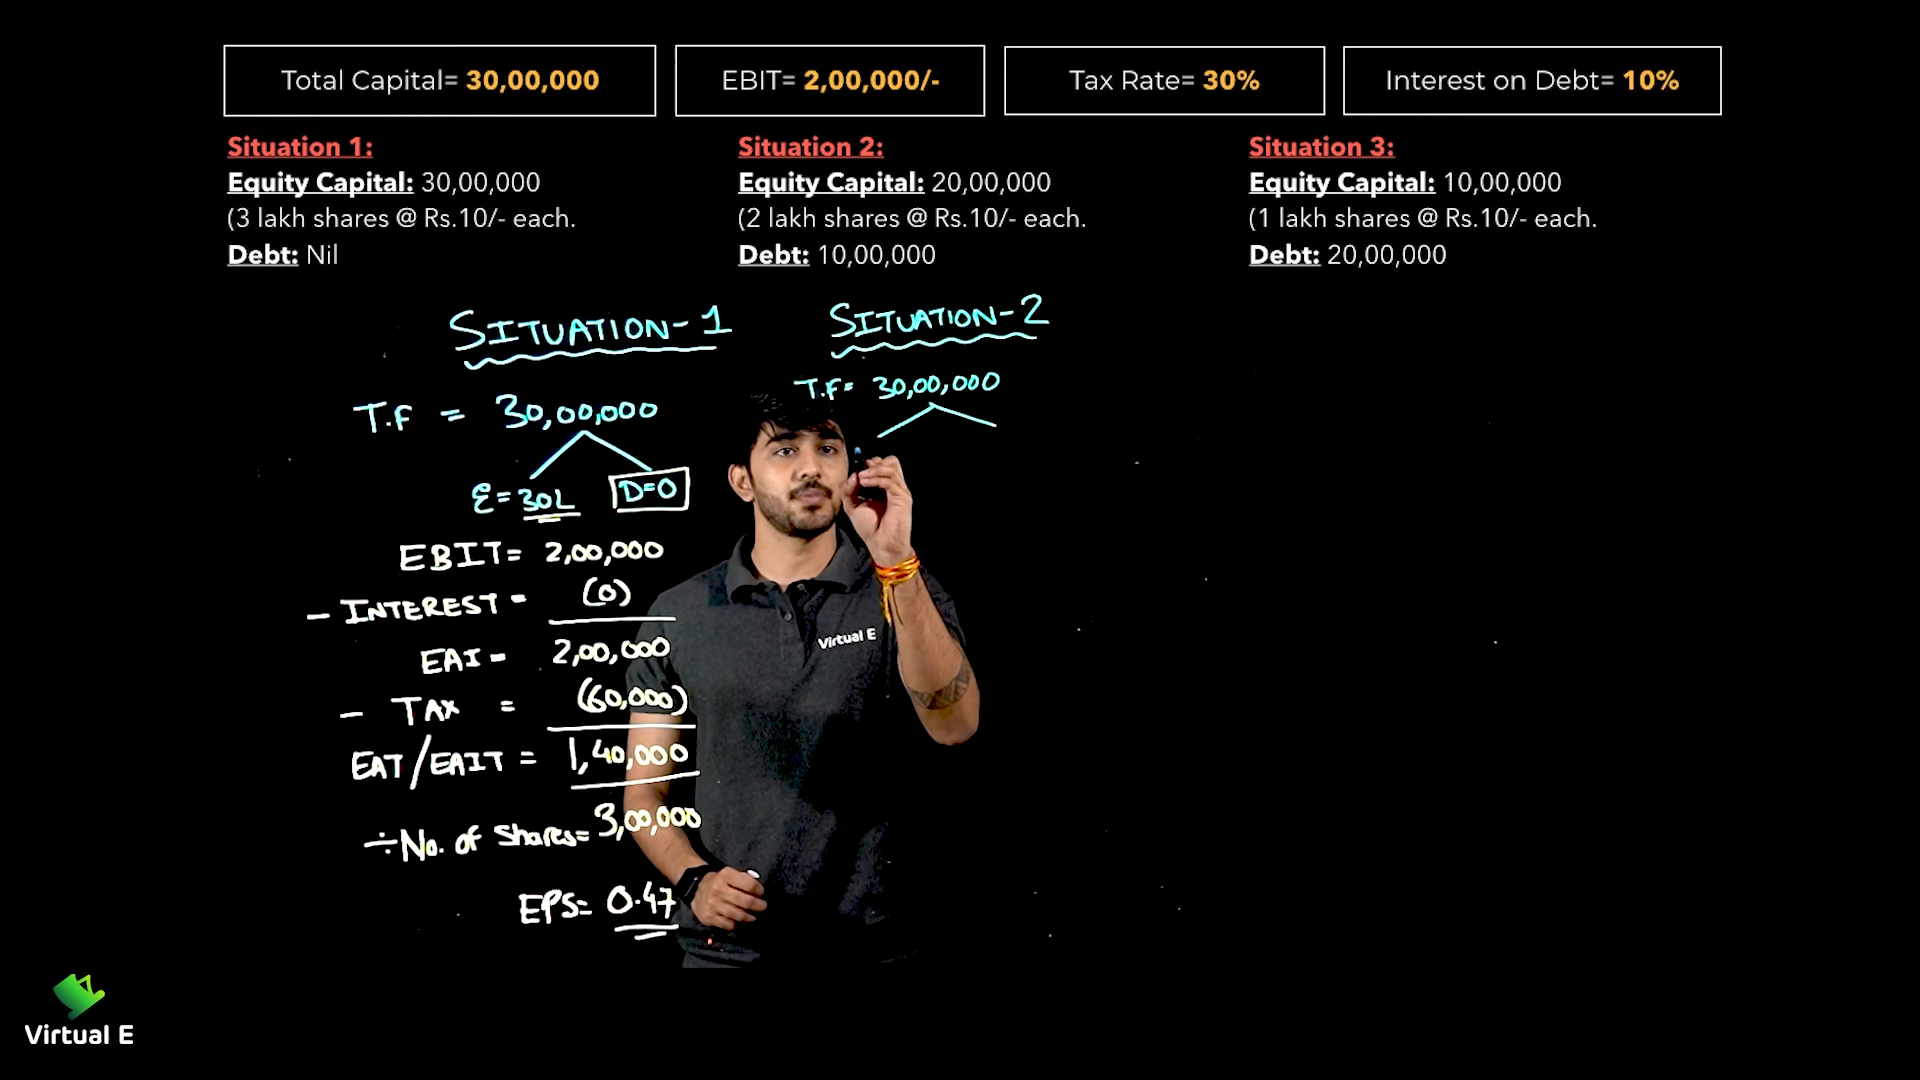 Total Capital= 30,00,000
EBIT= 2,00,000/-
Tax Rate= 30%
Interest on Debt= 10%
Situation 1:
Equity Capital: 30,00,000
(3 lakh shares @ Rs.10/- each.
Debt: Nil
Situation 2:
Equity Capital: 20,00,000
(2 lakh shares @ Rs.10/- each.
Debt: 10,00,000
Situation 3:
Equity Capital: 10,00,000
(1 lakh shares @ Rs.10/- each.
Debt: 20,00,000
SITUATION-1
T.F = 30,00,000
E=30L D=0
EBIT= 2,00,000
- INTEREST= (0)
EAI= 2,00,000
- TAX = (60,000)
EAT/EAIT = 1,40,000
÷No. of Shares= 3,00,000
EPS= 0.47
SITUATION-2
T.F= 30,00,000
Virtual E
Virtual E